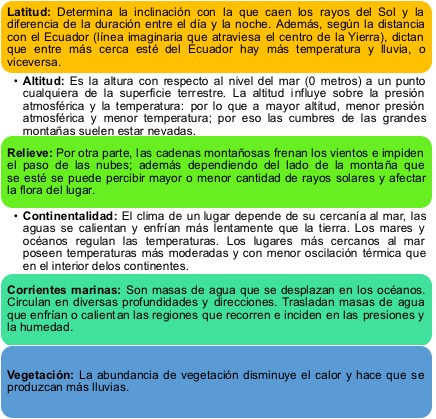 Latitud: Determina la inclinación con la que caen los rayos del Sol y la
diferencia de la duración entre el día y la noche. Además, según la distancia
con el Ecuador (línea imaginaria que atraviesa el centro de la Yierra), dictan
que entre más cerca esté del Ecuador hay más temperatura y lluvia, o
viceversa.
• Altitud: Es la altura con respecto al nivel del mar (0 metros) a un punto
cualquiera de la superficie terrestre. La altitud influye sobre la presión
atmosférica y la temperatura: por lo que a mayor altitud, menor presión
atmosférica y menor temperatura; por eso las cumbres de las grandes
montañas suelen estar nevadas.
Relieve: Por otra parte, las cadenas montañosas frenan los vientos e impiden
el paso de las nubes; además dependiendo del lado de la montaña que
se esté se puede percibir mayor o menor cantidad de rayos solares y afectar
la flora del lugar.
• Continentalidad: El clima de un lugar depende de su cercanía al mar, las
aguas se calientan y enfrían más lentamente que la tierra. Los mares y
océanos regulan las temperaturas. Los lugares más cercanos al mar
poseen temperaturas más moderadas y con menor oscilación térmica que
en el interior delos continentes.
Corrientes marinas: Son masas de agua que se desplazan en los océanos.
Circulan en diversas profundidades y direcciones. Trasladan masas de agua
que enfrían o calientan las regiones que recorren e inciden en las presiones y
la humedad.
Vegetación: La abundancia de vegetación disminuye el calor y hace que se
produzcan más lluvias.